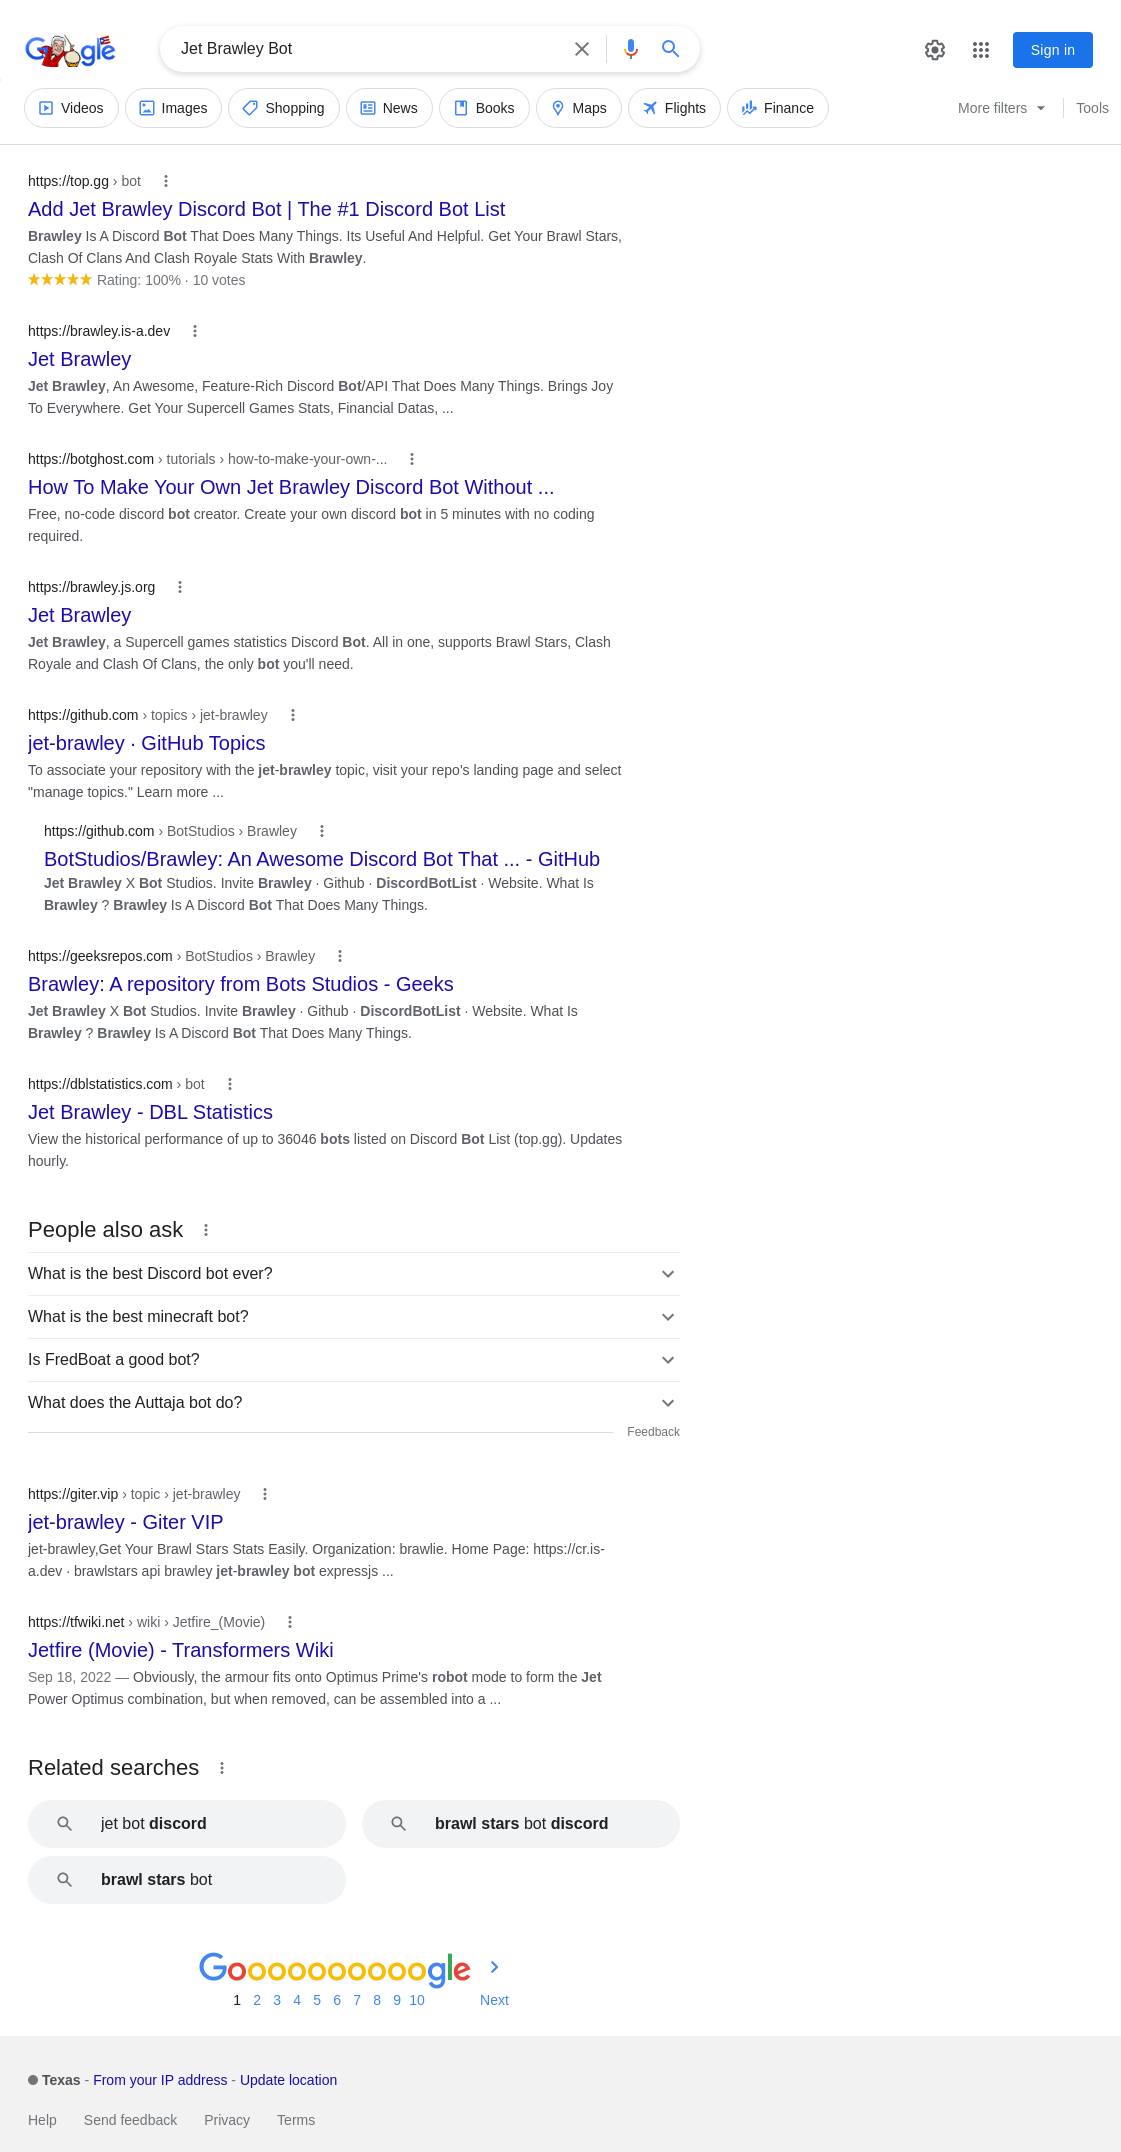 Google
Jet Brawley Bot
Sign in
Videos
Images
Shopping
News
Books
Maps
Flights
Finance
More filters
Tools
https://top.gg › bot
Add Jet Brawley Discord Bot | The #1 Discord Bot List
Brawley Is A Discord Bot That Does Many Things. Its Useful And Helpful. Get Your Brawl Stars,
Clash Of Clans And Clash Royale Stats With Brawley.
Rating: 100% · 10 votes
https://brawley.is-a.dev
Jet Brawley
Jet Brawley, An Awesome, Feature-Rich Discord Bot/API That Does Many Things. Brings Joy
To Everywhere. Get Your Supercell Games Stats, Financial Datas, ...
https://botghost.com › tutorials › how-to-make-your-own-...
How To Make Your Own Jet Brawley Discord Bot Without ...
Free, no-code discord bot creator. Create your own discord bot in 5 minutes with no coding
required.
https://brawley.js.org
Jet Brawley
Jet Brawley, a Supercell games statistics Discord Bot. All in one, supports Brawl Stars, Clash
Royale and Clash Of Clans, the only bot you'll need.
https://github.com › topics › jet-brawley
jet-brawley · GitHub Topics
To associate your repository with the jet-brawley topic, visit your repo's landing page and select
"manage topics." Learn more ...
https://github.com › BotStudios › Brawley
BotStudios/Brawley: An Awesome Discord Bot That ... - GitHub
Jet Brawley X Bot Studios. Invite Brawley · Github · DiscordBotList · Website. What Is
Brawley ? Brawley Is A Discord Bot That Does Many Things.
https://geeksrepos.com › BotStudios › Brawley
Brawley: A repository from Bots Studios - Geeks
Jet Brawley X Bot Studios. Invite Brawley · Github · DiscordBotList · Website. What Is
Brawley ? Brawley Is A Discord Bot That Does Many Things.
https://dblstatistics.com › bot
Jet Brawley - DBL Statistics
View the historical performance of up to 36046 bots listed on Discord Bot List (top.gg). Updates
hourly.
People also ask
What is the best Discord bot ever?
What is the best minecraft bot?
Is FredBoat a good bot?
What does the Auttaja bot do?
Feedback
https://giter.vip › topic › jet-brawley
jet-brawley - Giter VIP
jet-brawley,Get Your Brawl Stars Stats Easily. Organization: brawlie. Home Page: https://cr.is-
a.dev · brawlstars api brawley jet-brawley bot expressjs ...
https://tfwiki.net › wiki › Jetfire_(Movie)
Jetfire (Movie) - Transformers Wiki
Sep 18, 2022 — Obviously, the armour fits onto Optimus Prime's robot mode to form the Jet
Power Optimus combination, but when removed, can be assembled into a ...
Related searches
jet bot discord
brawl stars bot discord
brawl stars bot
Goooooooooogle
1 2 3 4 5 6 7 8 9 10 Next
Texas - From your IP address - Update location
Help Send feedback Privacy Terms